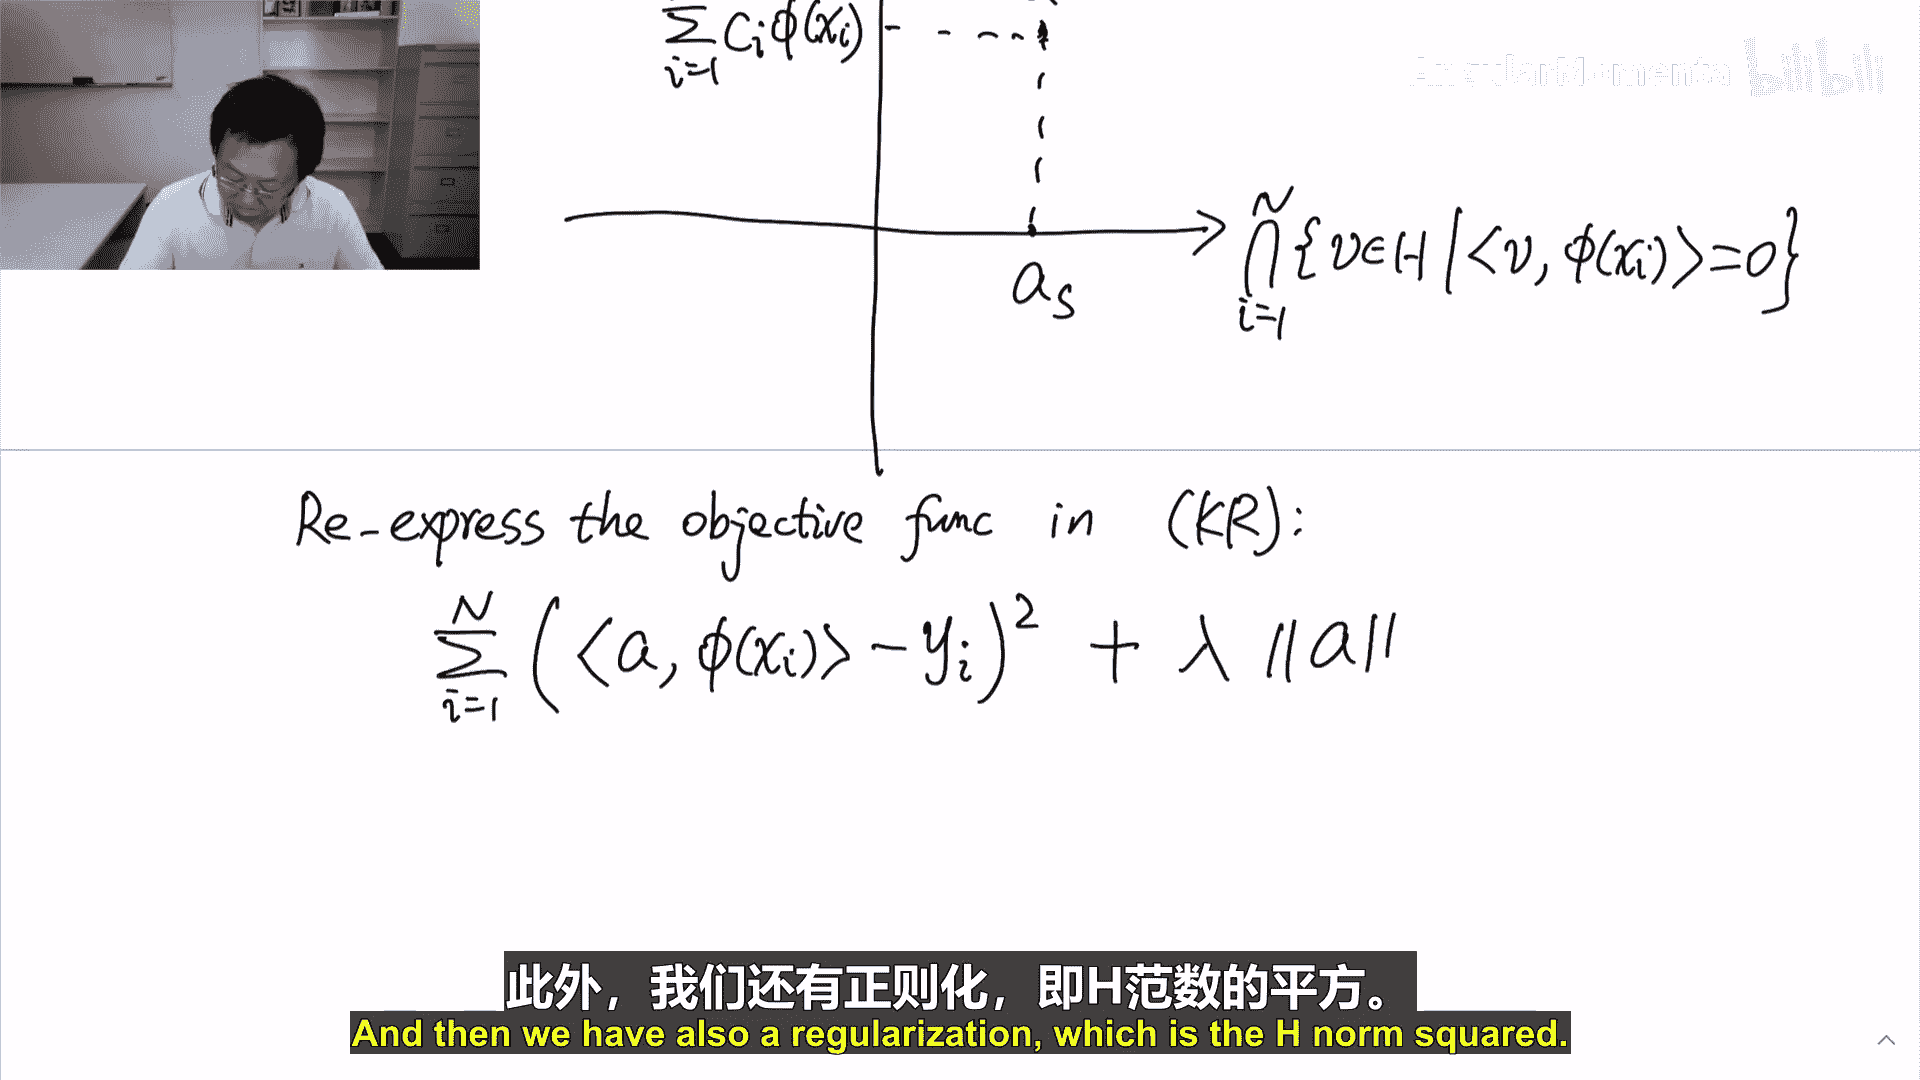 ∑_{i=1} C_i φ(x_i)
AngularMomenta bilibili
a_s
⋂_{i=1}^{N} {v∈H | <v, φ(x_i)> =0}
Re-express the objective func in (KR):
∑_{i=1}^{N} (<a, φ(x_i)> - y_i)^2 + λ ||a||
此外，我们还有正则化，即H范数的平方。
And then we have also a regularization, which is the H norm squared.